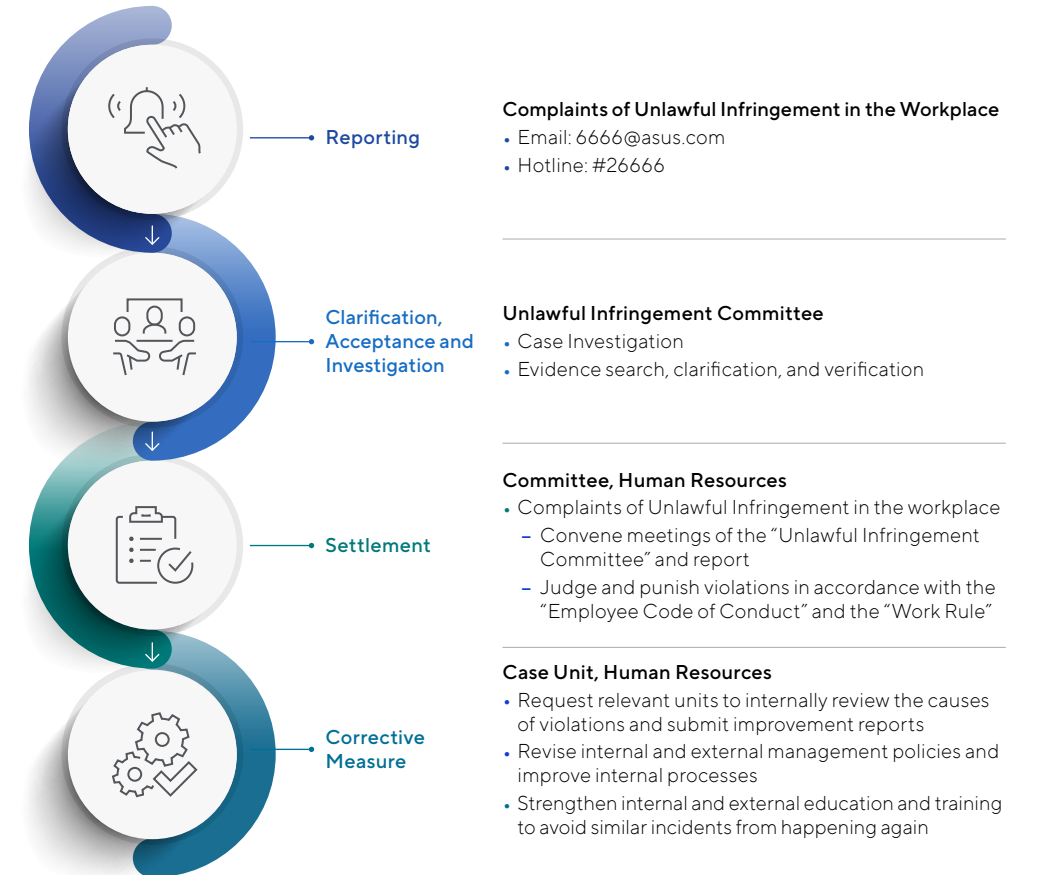 Reporting
Complaints of Unlawful Infringement in the Workplace
• Email: 6666@asus.com
• Hotline: #26666
Clarification,
Acceptance and
Investigation
Unlawful Infringement Committee
• Case Investigation
• Evidence search, clarification, and verification
Settlement
Committee, Human Resources
• Complaints of Unlawful Infringement in the workplace
– Convene meetings of the “Unlawful Infringement
Committee” and report
– Judge and punish violations in accordance with the
“Employee Code of Conduct” and the “Work Rule”
Corrective
Measure
Case Unit, Human Resources
• Request relevant units to internally review the causes
of violations and submit improvement reports
• Revise internal and external management policies and
improve internal processes
• Strengthen internal and external education and training
to avoid similar incidents from happening again